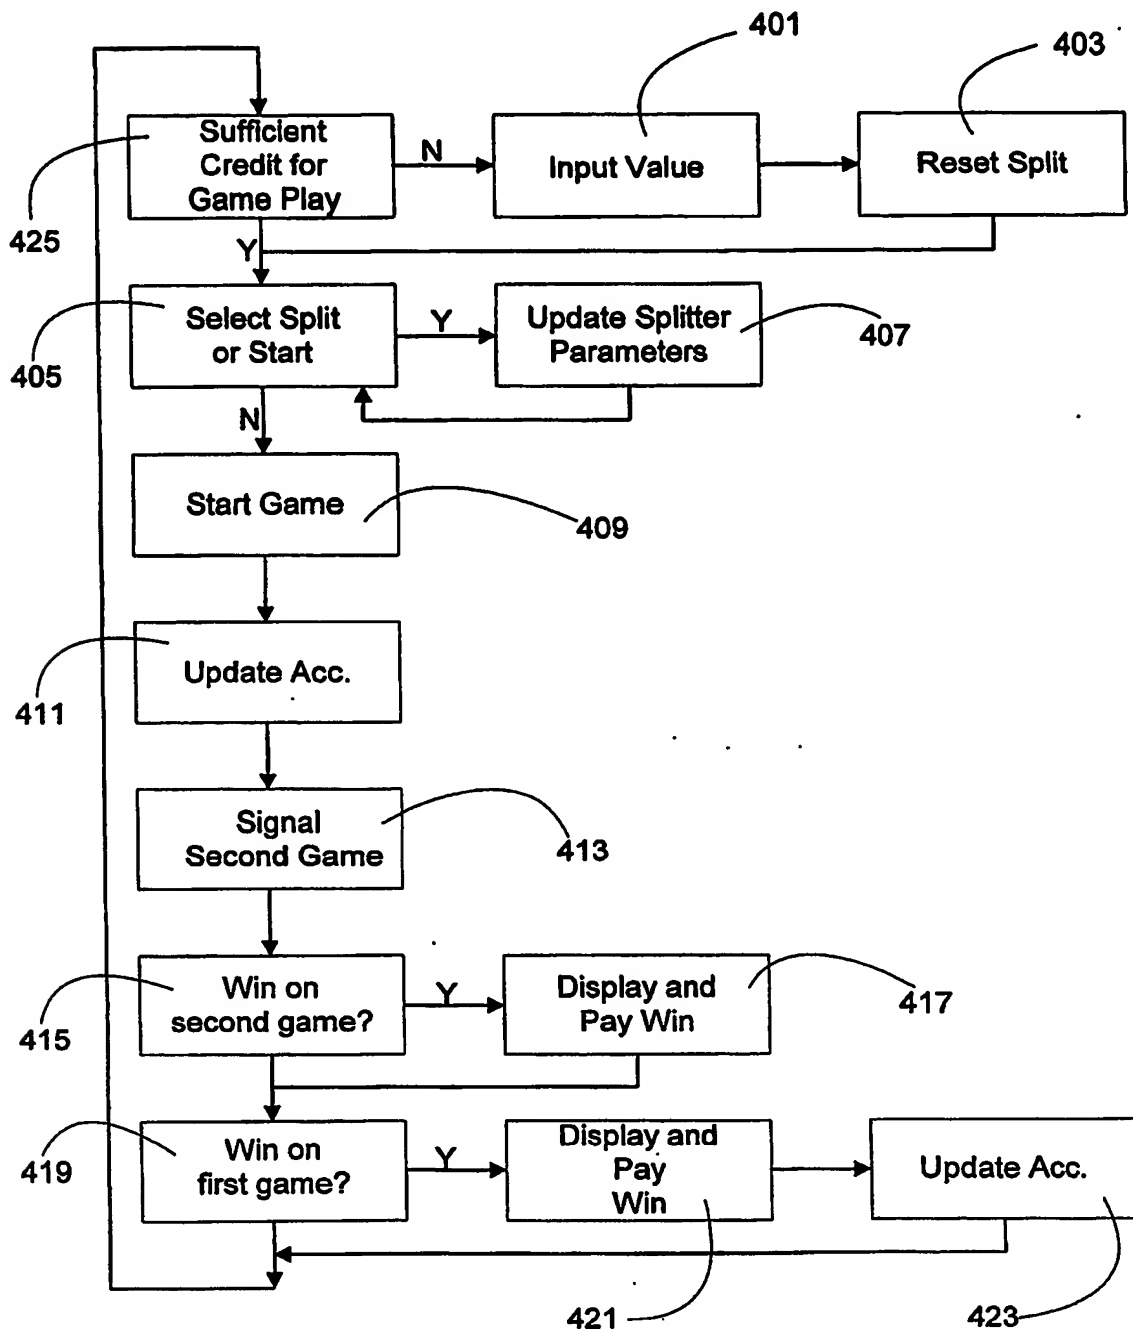 401
403
Sufficient
Credit for
Game Play
N
Input Value
Reset Split
425
Y
Select Split
or Start
Y
Update Splitter
Parameters
407
405
N
Start Game
409
Update Acc.
411
Signal
Second Game
413
Win on
second game?
Y
Display and
Pay Win
417
415
Win on
first game?
Y
Display and
Pay
Win
Update Acc.
419
421
423